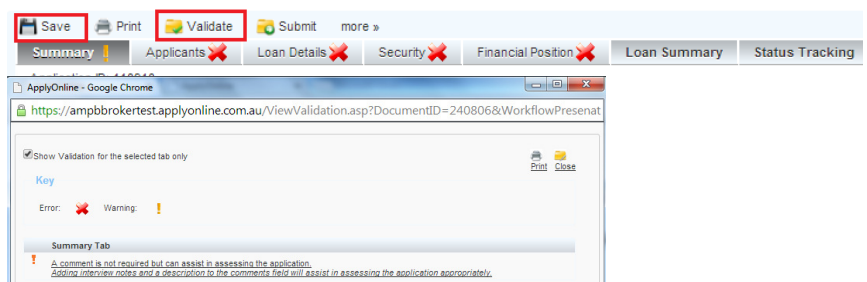 Save Print Validate Submit more »
Summary Applicants Loan Details Security Financial Position Loan Summary Status Tracking
ApplyOnline - Google Chrome
https://ampbbrokertest.applyonline.com.au/ViewValidation.asp?DocumentID=240806&WorkflowPresenat
Show Validation for the selected tab only
Print Close
Key
Error: Warning:
Summary Tab
A comment is not required but can assist in assessing the application.
Adding interview notes and a description to the comments field will assist in assessing the application appropriately.